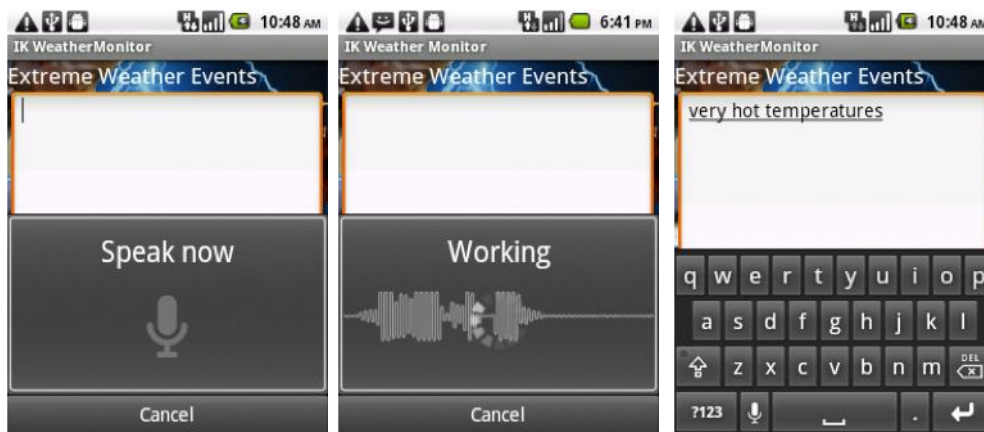 10:48 AM
IK WeatherMonitor
Extreme Weather Events
Speak now
Cancel
6:41 PM
IK Weather Monitor
Extreme Weather Events
Working
Cancel
10:48 AM
IK WeatherMonitor
Extreme Weather Events
very hot temperatures
q w e r t y u i o p
a s d f g h j k l
z x c v b n m DEL
?123 .